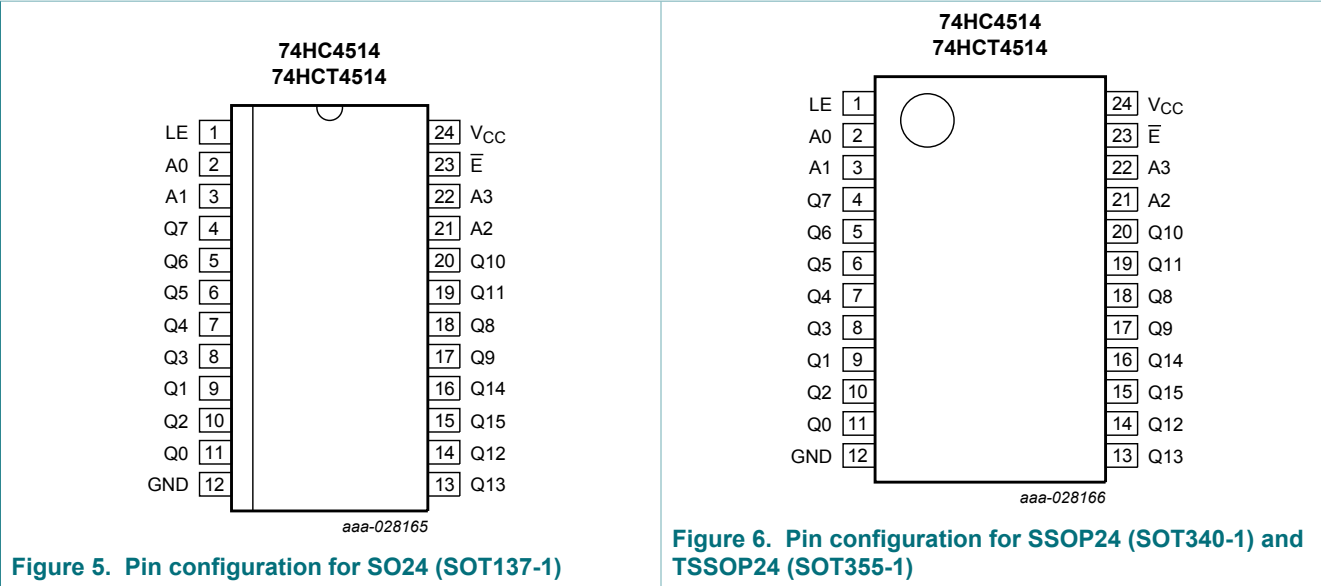 74HC4514
74HCT4514
LE 1 24 VCC
A0 2 23 E̅
A1 3 22 A3
Q7 4 21 A2
Q6 5 20 Q10
Q5 6 19 Q11
Q4 7 18 Q8
Q3 8 17 Q9
Q1 9 16 Q14
Q2 10 15 Q15
Q0 11 14 Q12
GND 12 13 Q13
aaa-028165
Figure 5. Pin configuration for SO24 (SOT137-1)
74HC4514
74HCT4514
LE 1 24 VCC
A0 2 23 E̅
A1 3 22 A3
Q7 4 21 A2
Q6 5 20 Q10
Q5 6 19 Q11
Q4 7 18 Q8
Q3 8 17 Q9
Q1 9 16 Q14
Q2 10 15 Q15
Q0 11 14 Q12
GND 12 13 Q13
aaa-028166
Figure 6. Pin configuration for SSOP24 (SOT340-1) and
TSSOP24 (SOT355-1)